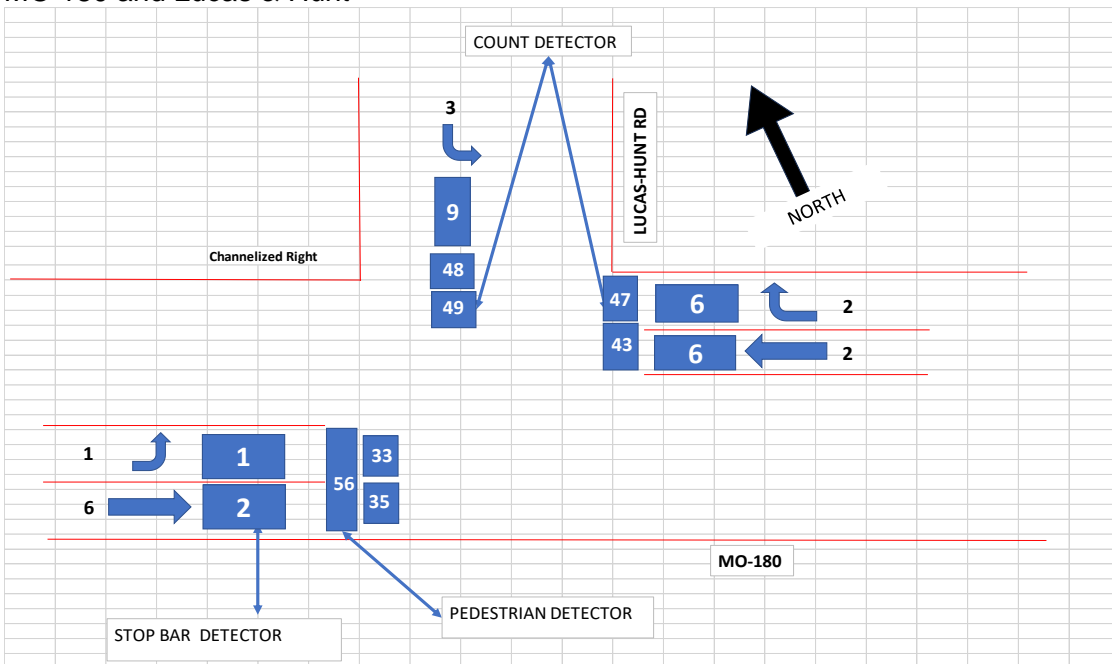 COUNT DETECTOR
3
LUCAS-HUNT RD
NORTH
9
Channelized Right
48
49
47
6
2
43
6
2
1
1
33
56
6
2
35
MO-180
PEDESTRIAN DETECTOR
STOP BAR DETECTOR